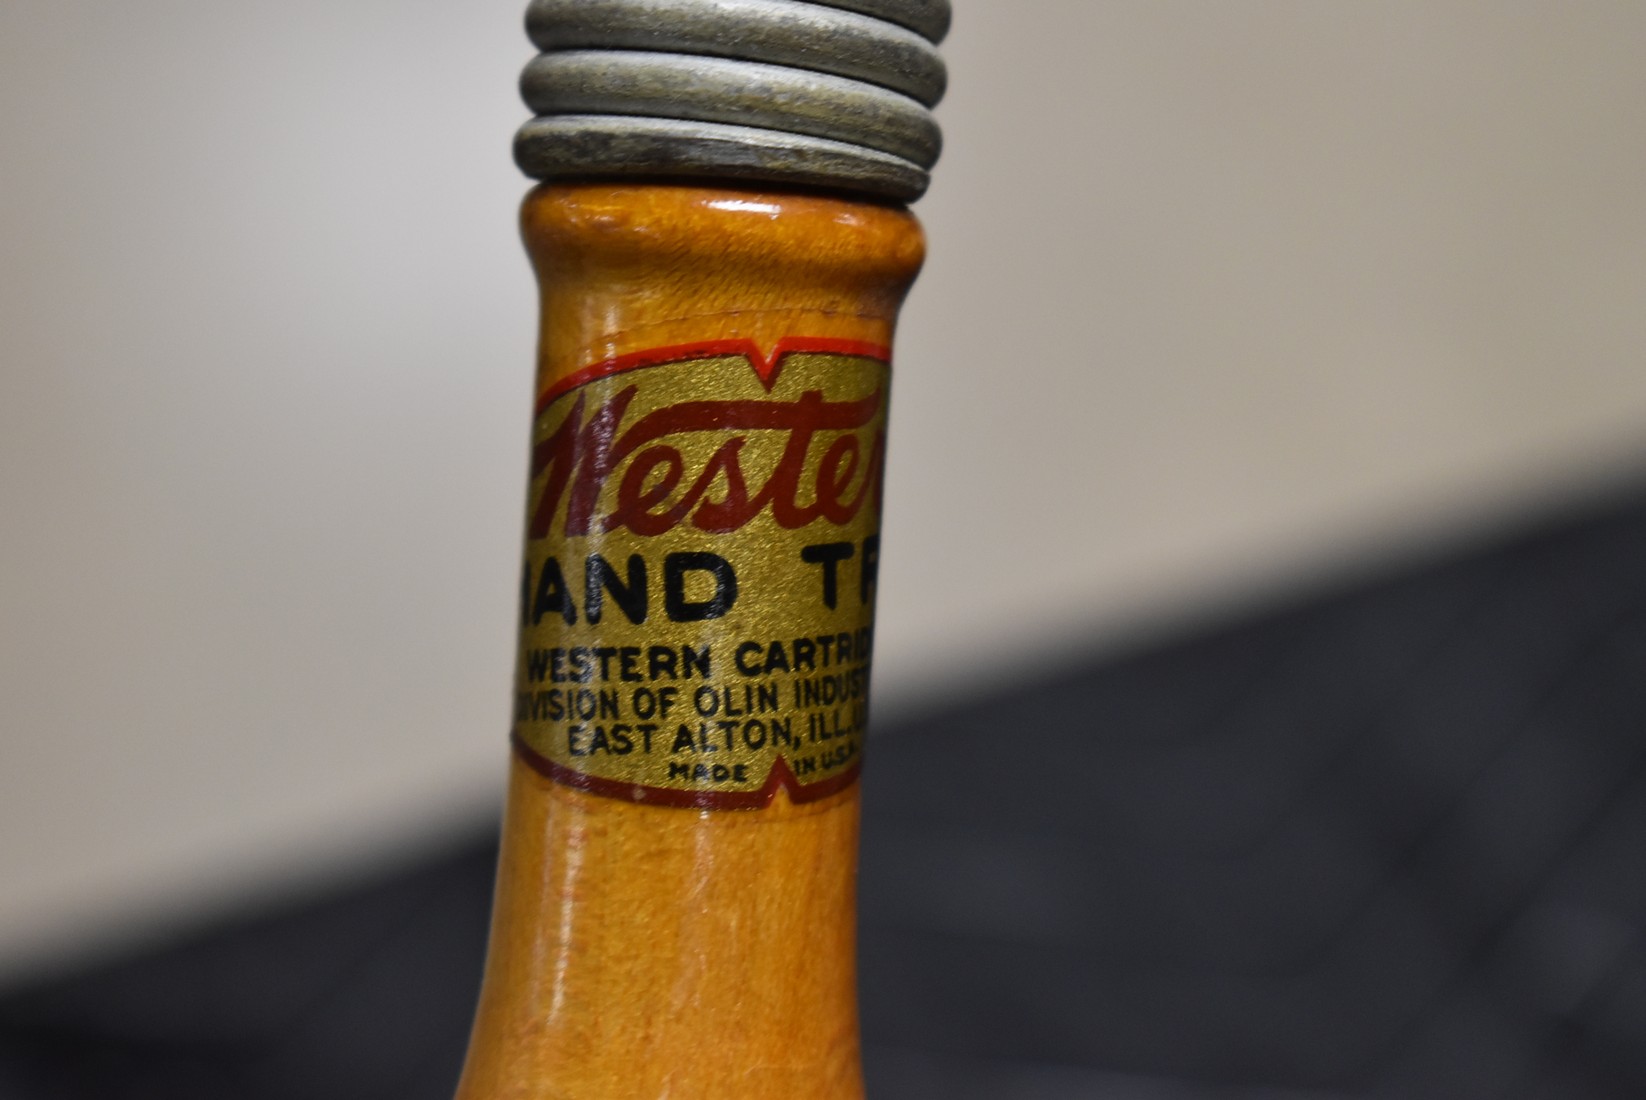 Wester
HAND TR
WESTERN CARTRID
DIVISION OF OLIN INDUST
EAST ALTON, ILL. U
MADE IN U.S.A.